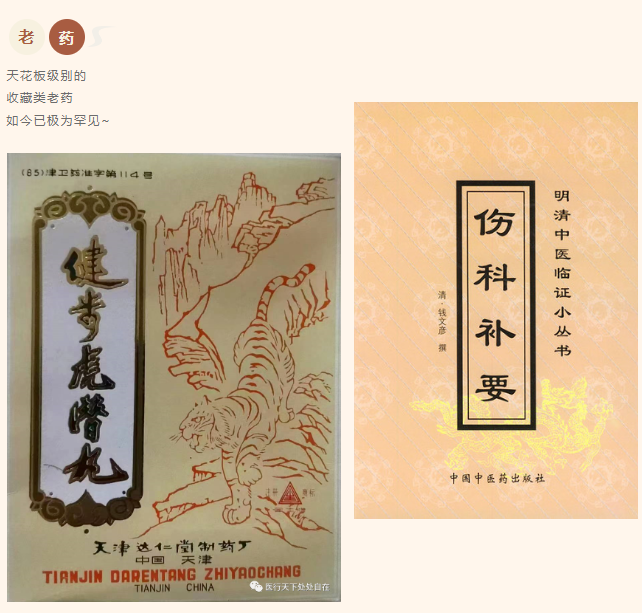 老 药
天花板级别的
收藏类老药
如今已极为罕见~
(85)津卫药准字第114号
健步虎潜丸
天津达仁堂制药厂
中国 天津
TIANJIN DARENTANG ZHIYAOCHANG
TIANJIN CHINA
医行天下处处自在
明清中医临证小丛书
伤科补要
清·钱文彦 撰
中国中医药出版社